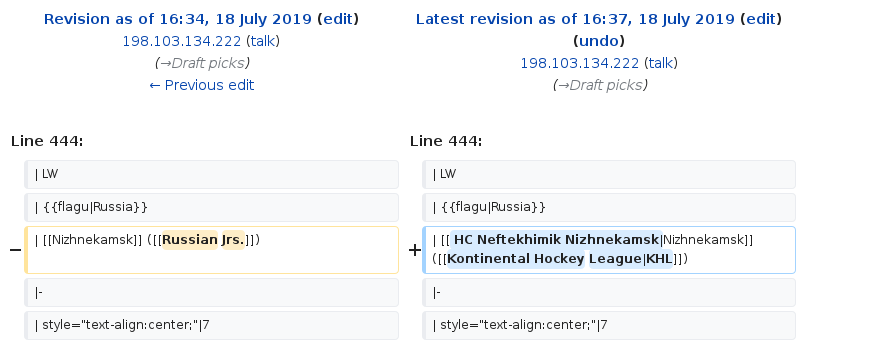 Revision as of 16:34, 18 July 2019 (edit)
198.103.134.222 (talk)
(→Draft picks)
← Previous edit
Latest revision as of 16:37, 18 July 2019 (edit)
(undo)
198.103.134.222 (talk)
(→Draft picks)
Line 444:
Line 444:
| LW
| LW
| {{flagu|Russia}}
| {{flagu|Russia}}
− | [[Nizhnekamsk]] ([[Russian Jrs.]])
+ | [[ HC Neftekhimik Nizhnekamsk|Nizhnekamsk]]
([[Kontinental Hockey League|KHL]])
|-
|-
| style="text-align:center;"|7
| style="text-align:center;"|7